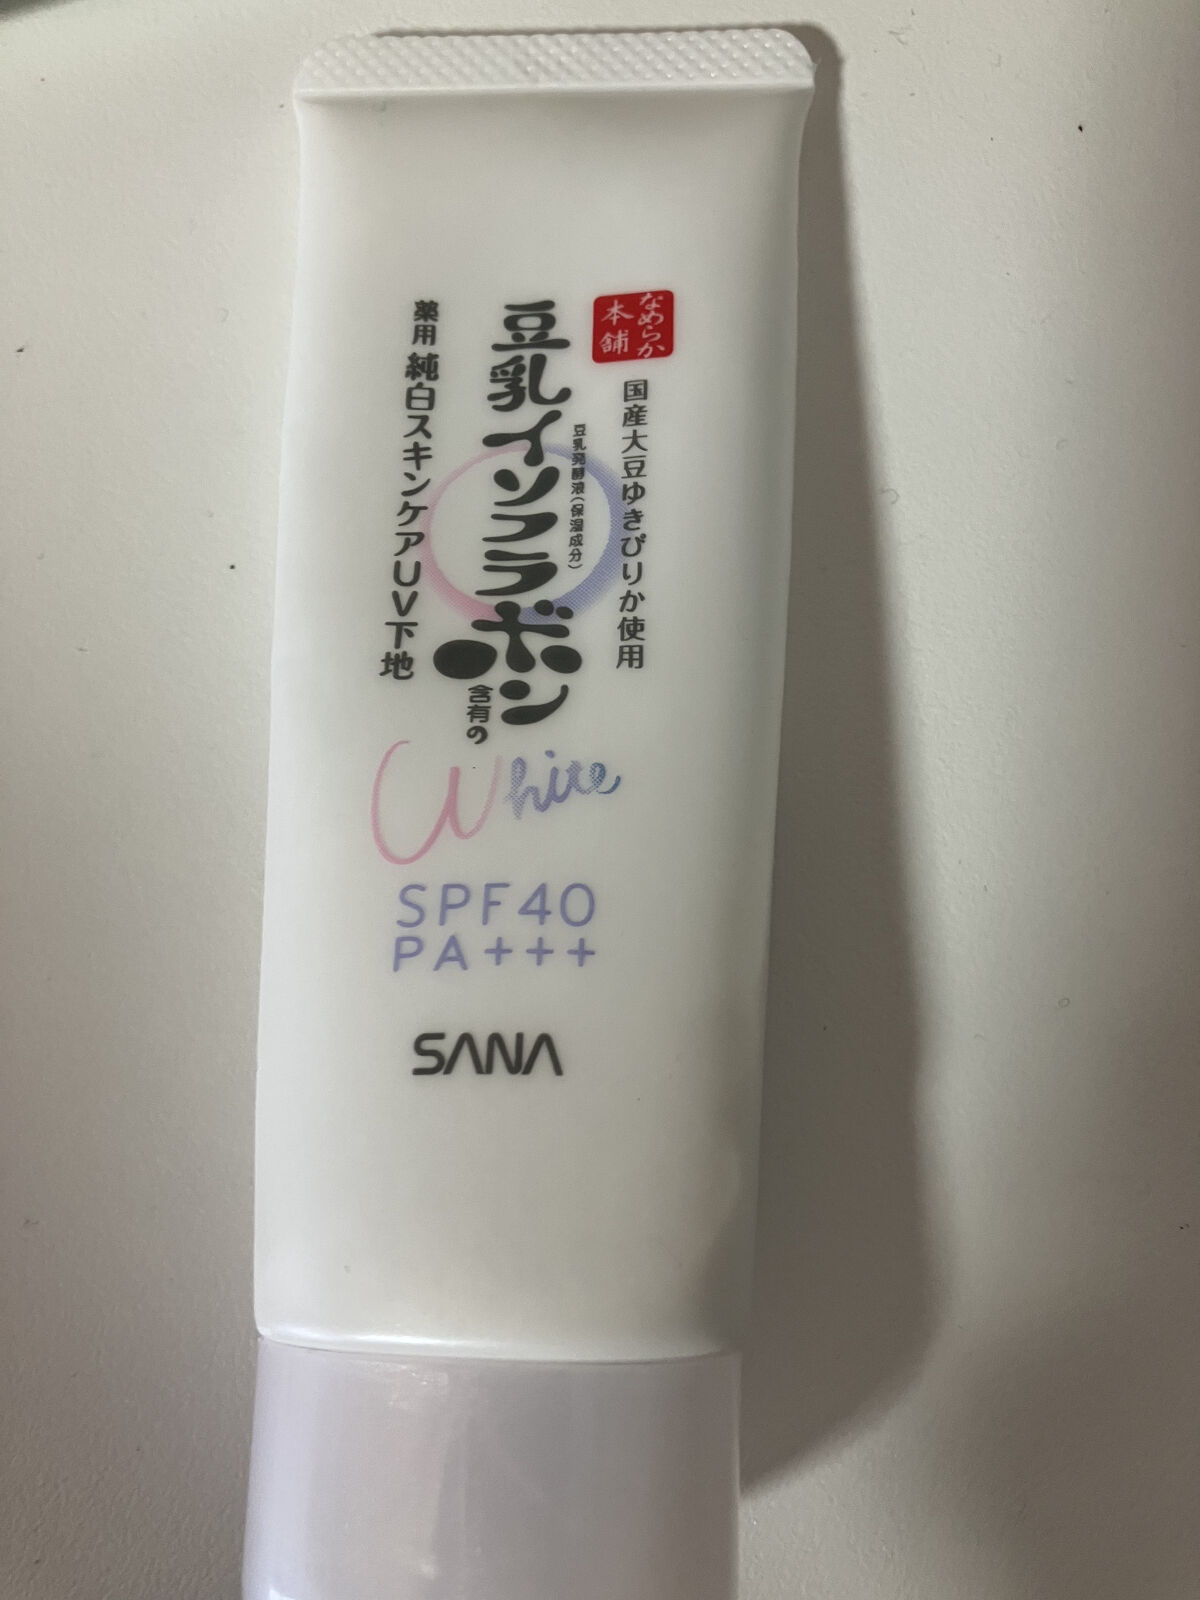 なめらか
本舗
国産大豆ゆきぴりか使用
豆乳発酵液(保湿成分)
豆乳イソフラボン
含有の
薬用 純白スキンケアUV下地
White
SPF40
PA+++
SANA